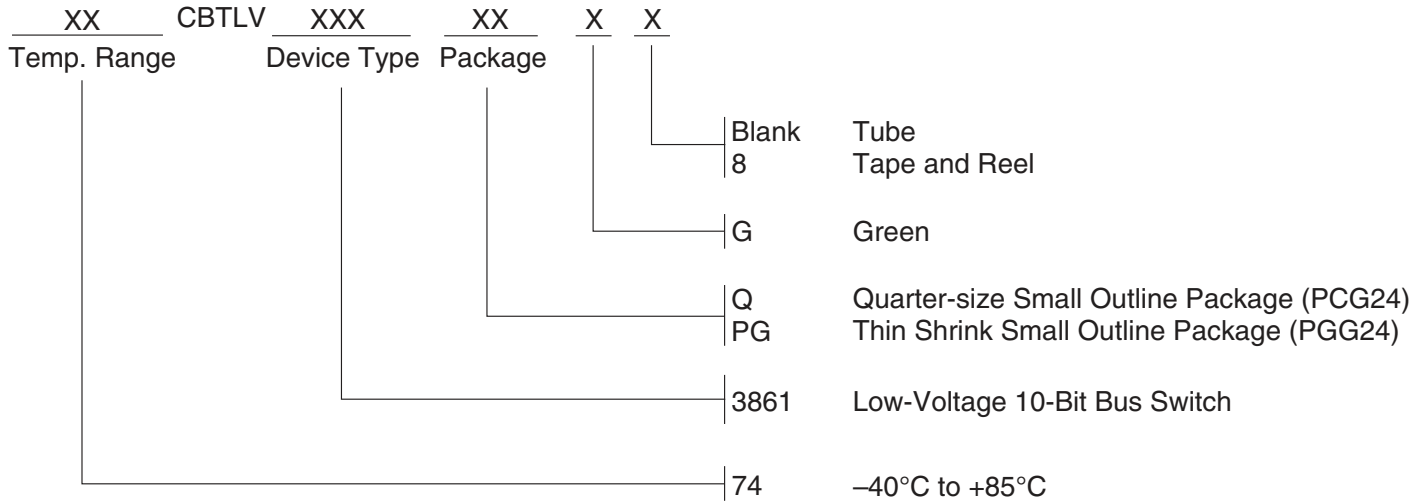 XX CBTLV XXX XX X X
Temp. Range Device Type Package
Blank Tube
8 Tape and Reel
G Green
Q Quarter-size Small Outline Package (PCG24)
PG Thin Shrink Small Outline Package (PGG24)
3861 Low-Voltage 10-Bit Bus Switch
74 –40°C to +85°C